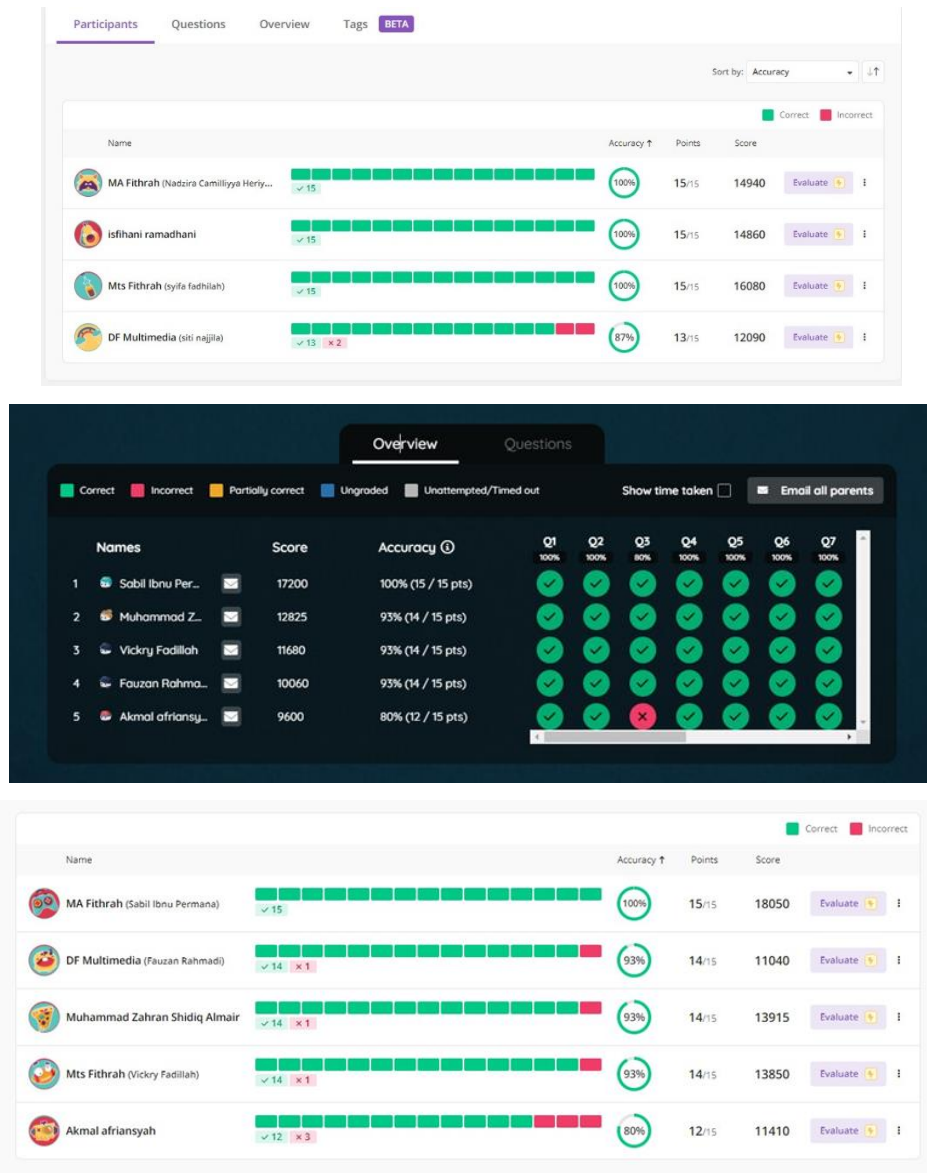 Participants Questions Overview Tags BETA
Sort by: Accuracy
Correct Incorrect
Name Accuracy ↑ Points Score
MA Fithrah (Nadzira Camilliyya Heriy... ✓ 15 100% 15/15 14940 Evaluate
isfihani ramadhani ✓ 15 100% 15/15 14860 Evaluate
Mts Fithrah (syifa fadhilah) ✓ 15 100% 15/15 16080 Evaluate
DF Multimedia (siti najjila) ✓ 13 × 2 87% 13/15 12090 Evaluate
Overview Questions
Correct Incorrect Partially correct Ungraded Unattempted/Timed out Show time taken Email all parents
Names Score Accuracy Q1 Q2 Q3 Q4 Q5 Q6 Q7
100% 100% 80% 100% 100% 100% 100%
1 Sabil Ibnu Per... 17200 100% (15 / 15 pts)
2 Muhammad Z... 12825 93% (14 / 15 pts)
3 Vickry Fadillah 11680 93% (14 / 15 pts)
4 Fauzan Rahma... 10060 93% (14 / 15 pts)
5 Akmal afriansy... 9600 80% (12 / 15 pts)
Correct Incorrect
Name Accuracy ↑ Points Score
MA Fithrah (Sabil Ibnu Permana) ✓ 15 100% 15/15 18050 Evaluate
DF Multimedia (Fauzan Rahmadi) ✓ 14 × 1 93% 14/15 11040 Evaluate
Muhammad Zahran Shidiq Almair ✓ 14 × 1 93% 14/15 13915 Evaluate
Mts Fithrah (Vickry Fadillah) ✓ 14 × 1 93% 14/15 13850 Evaluate
Akmal afriansyah ✓ 12 × 3 80% 12/15 11410 Evaluate